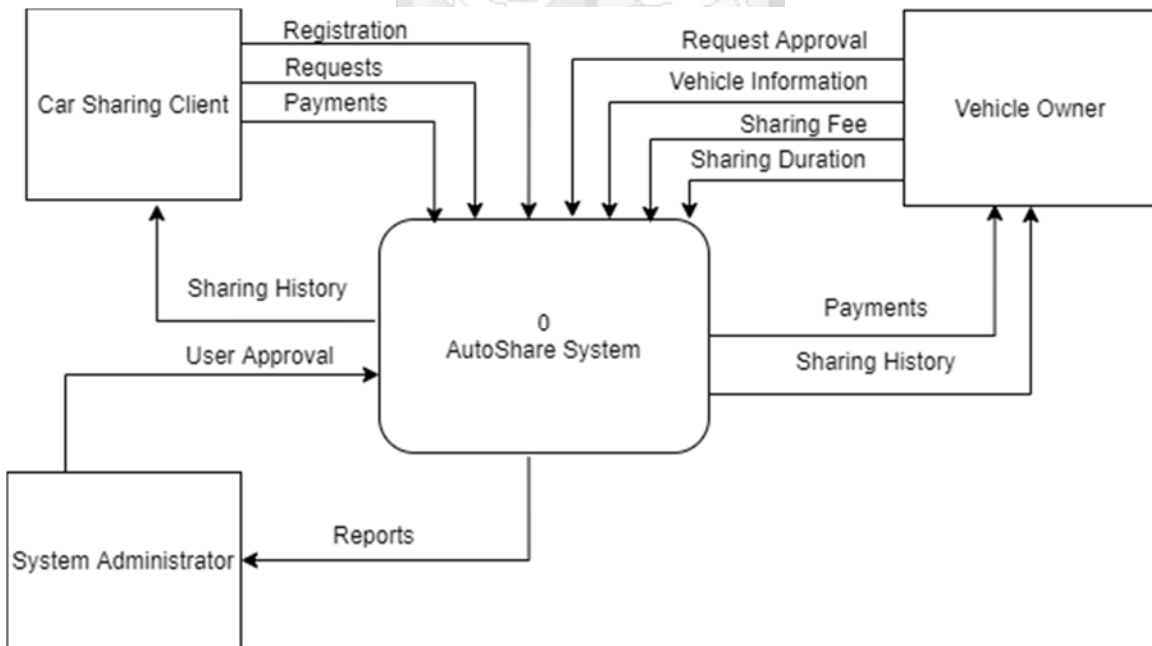 Registration
Requests
Payments
Car Sharing Client
Request Approval
Vehicle Information
Sharing Fee
Sharing Duration
Vehicle Owner
Sharing History
User Approval
0
AutoShare System
Payments
Sharing History
System Administrator
Reports